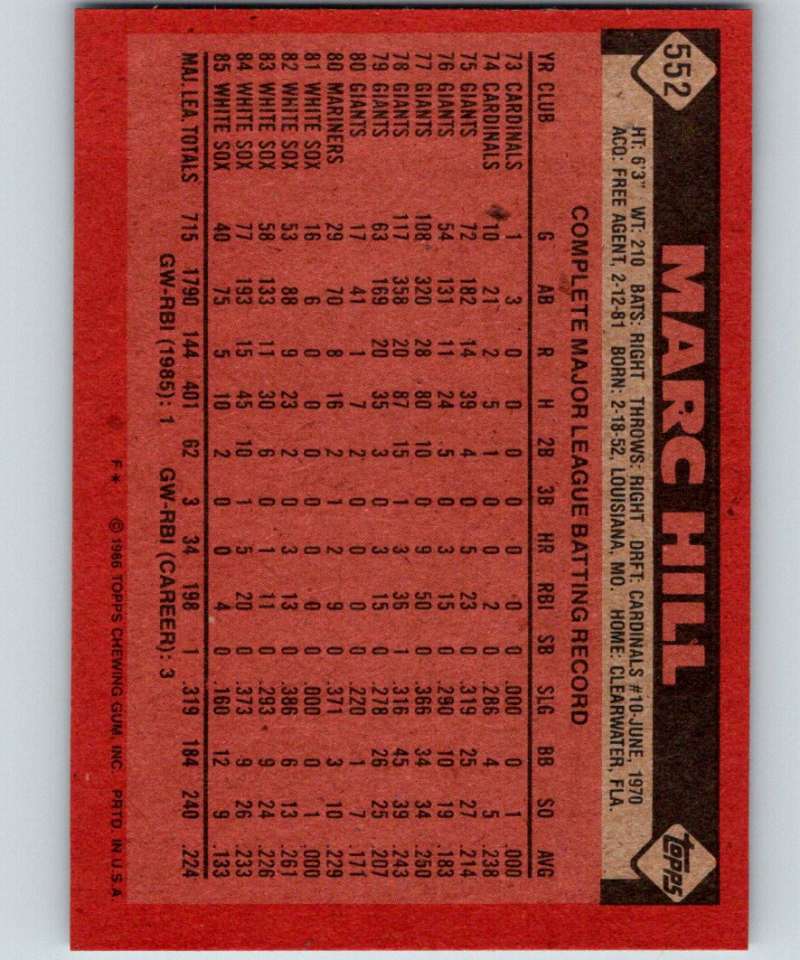 552
MARC HILL
topps
HT: 6'3" WT: 210 BATS: RIGHT THROWS: RIGHT DRFT: CARDINALS #10-JUNE, 1970
ACQ: FREE AGENT, 2-12-81 BORN: 2-18-52, LOUISIANA, MO. HOME: CLEARWATER, FLA.
COMPLETE MAJOR LEAGUE BATTING RECORD
YR CLUB G AB R H 2B 3B HR RBI SB SLG BB SO AVG
73 CARDINALS 1 3 0 0 0 0 0 0 0 .000 0 1 .000
74 CARDINALS 10 21 2 5 1 0 0 2 0 .286 4 5 .238
75 GIANTS 72 182 14 39 4 0 5 23 0 .319 25 27 .214
76 GIANTS 54 131 11 24 5 0 3 15 0 .290 10 19 .183
77 GIANTS 108 320 28 80 10 0 9 50 0 .366 34 34 .250
78 GIANTS 117 358 20 87 15 1 3 36 1 .316 45 39 .243
79 GIANTS 63 169 20 35 3 0 3 15 0 .278 26 25 .207
80 GIANTS 17 41 1 7 2 0 0 0 0 .220 1 7 .171
80 MARINERS 29 70 8 16 2 1 2 9 0 .371 3 10 .229
81 WHITE SOX 16 6 0 0 0 0 0 0 0 .000 0 1 .000
82 WHITE SOX 53 88 9 23 2 0 3 13 0 .386 6 13 .261
83 WHITE SOX 58 133 11 30 6 0 1 11 0 .293 9 24 .226
84 WHITE SOX 77 193 15 45 10 1 5 20 0 .373 9 26 .233
85 WHITE SOX 40 75 5 10 2 0 0 4 0 .160 12 9 .133
MAJ. LEA. TOTALS 715 1790 144 401 62 3 34 198 1 .319 184 240 .224
GW-RBI (1985): 1 GW-RBI (CAREER): 3
F* © 1986 TOPPS CHEWING GUM, INC. PRTD. IN U.S.A.